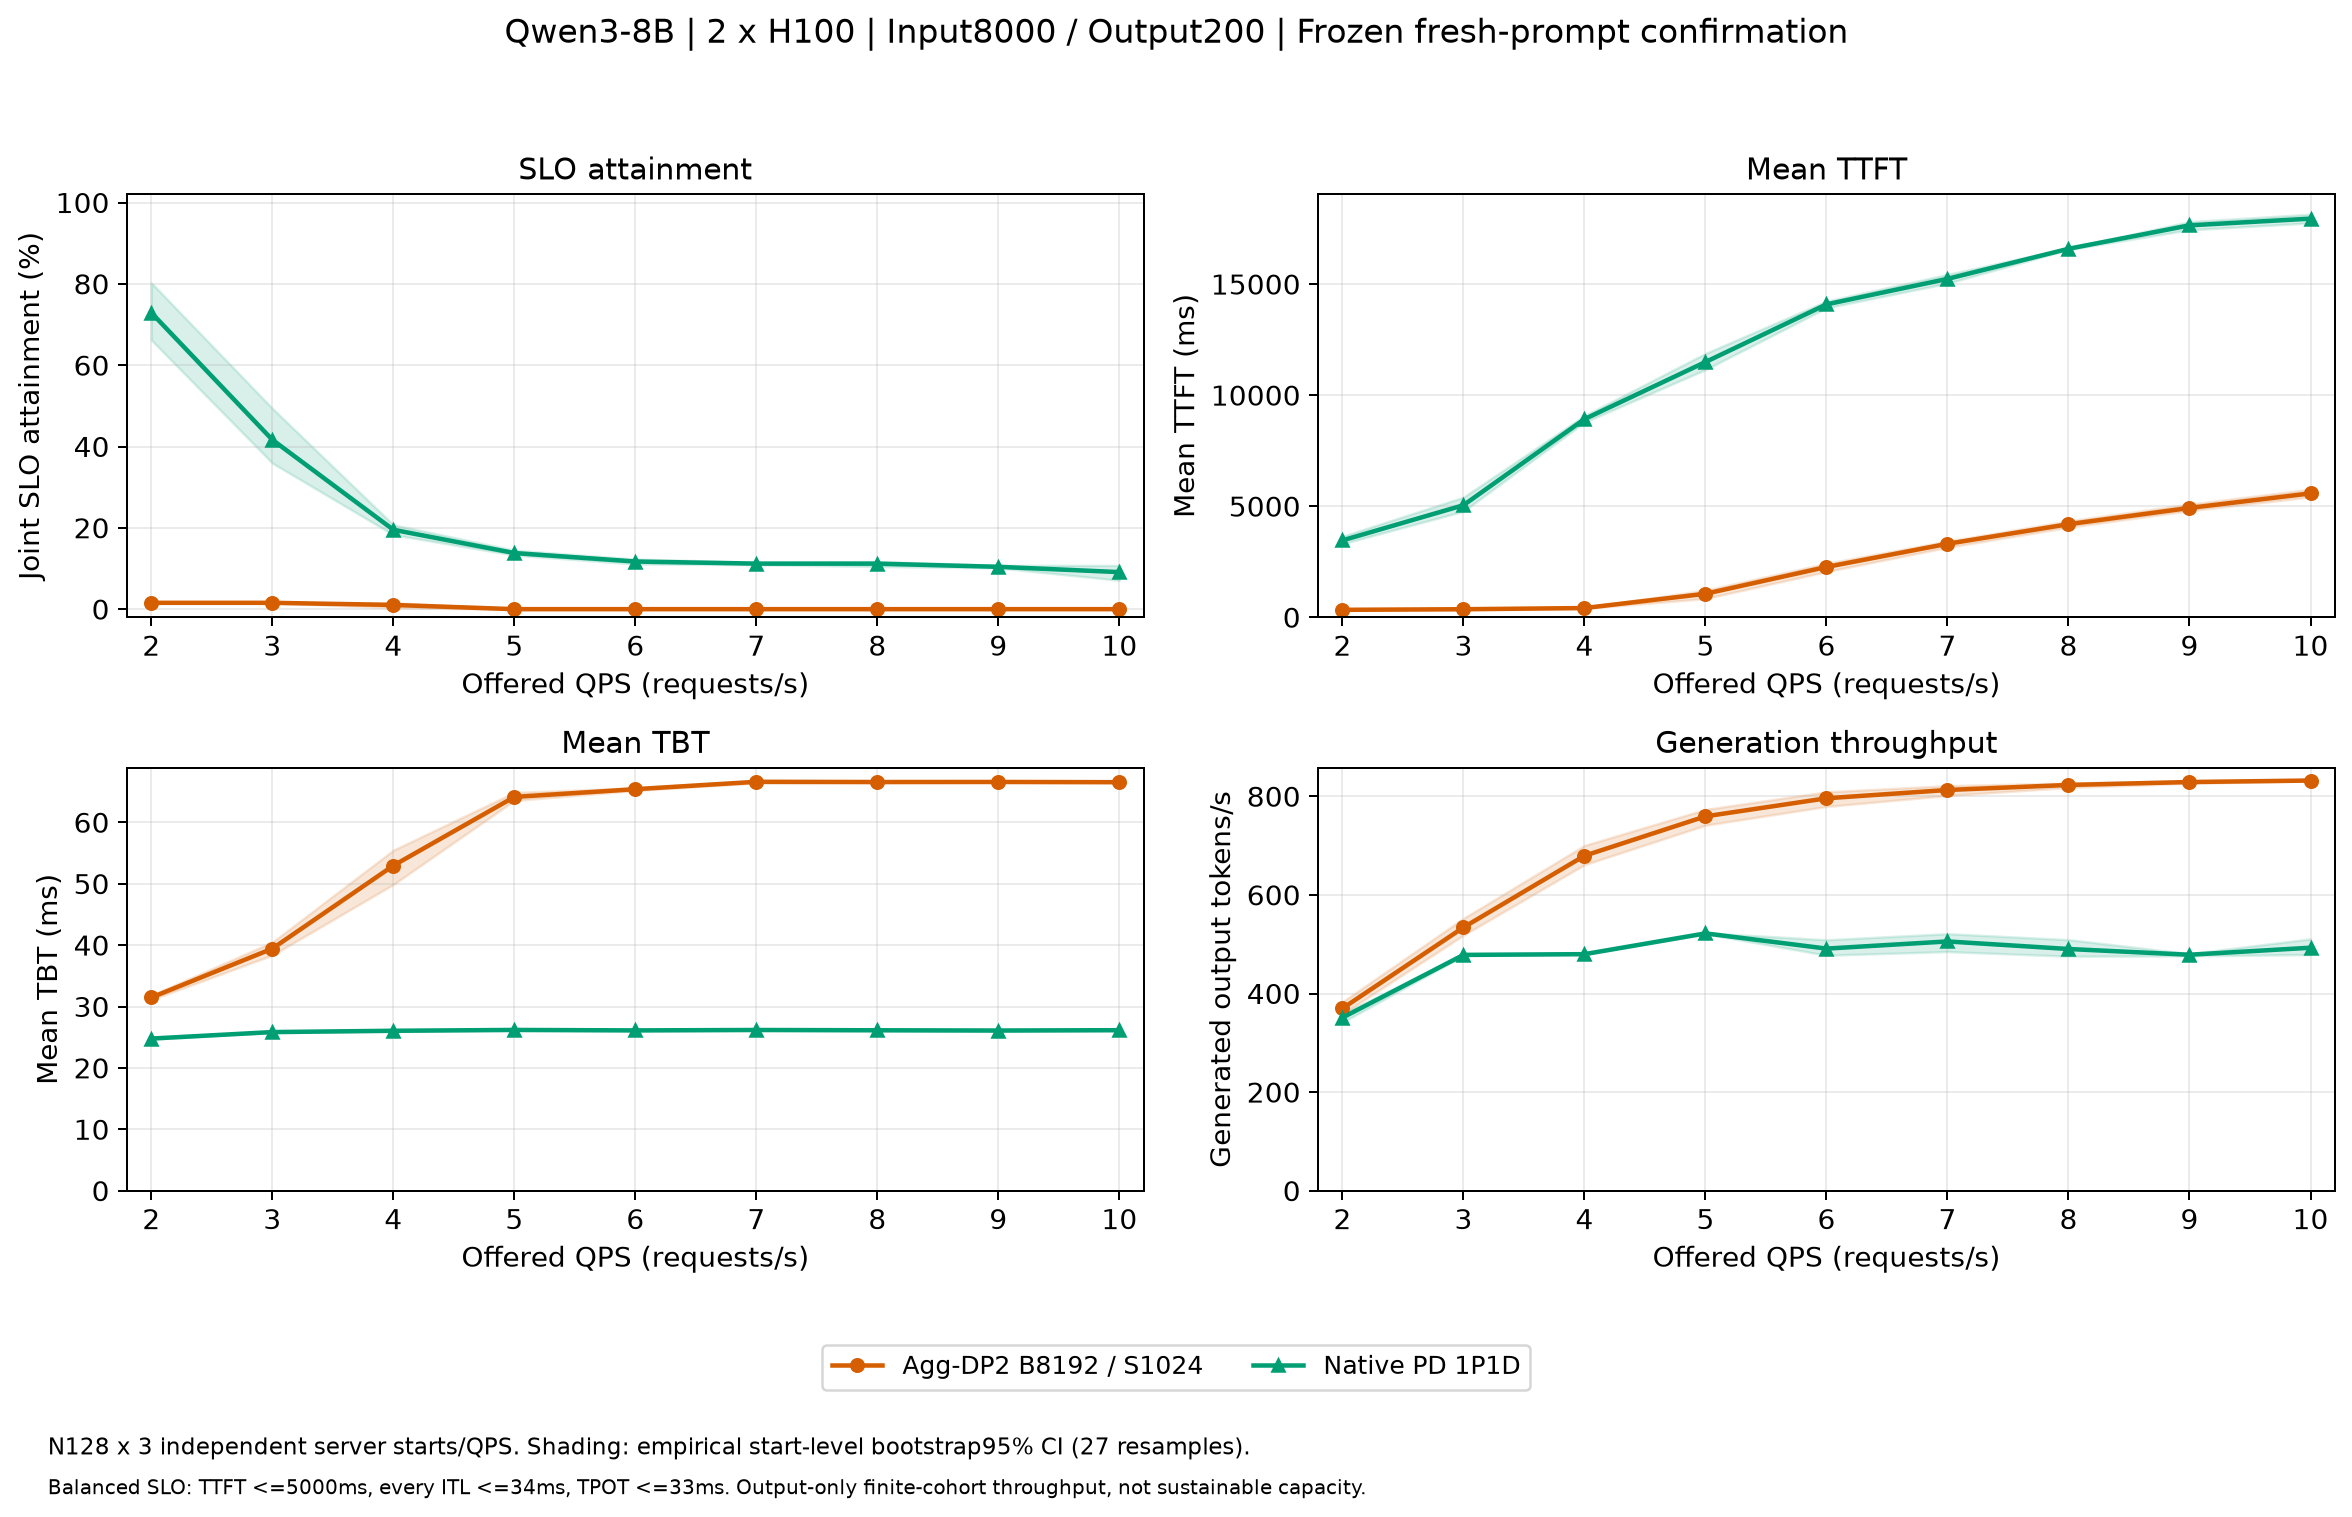 Qwen3-8B | 2 x H100 | Input8000 / Output200 | Frozen fresh-prompt confirmation
SLO attainment
Joint SLO attainment (%)
100
80
60
40
20
0
2 3 4 5 6 7 8 9 10
Offered QPS (requests/s)
Mean TTFT
Mean TTFT (ms)
15000
10000
5000
0
2 3 4 5 6 7 8 9 10
Offered QPS (requests/s)
Mean TBT
Mean TBT (ms)
60
50
40
30
20
10
0
2 3 4 5 6 7 8 9 10
Offered QPS (requests/s)
Generation throughput
Generated output tokens/s
800
600
400
200
0
2 3 4 5 6 7 8 9 10
Offered QPS (requests/s)
Agg-DP2 B8192 / S1024
Native PD 1P1D
N128 x 3 independent server starts/QPS. Shading: empirical start-level bootstrap95% CI (27 resamples).
Balanced SLO: TTFT <=5000ms, every ITL <=34ms, TPOT <=33ms. Output-only finite-cohort throughput, not sustainable capacity.